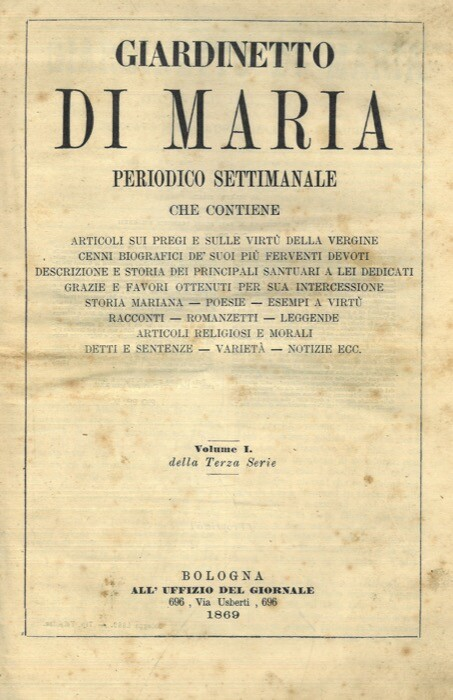 GIARDINETTO
DI MARIA
PERIODICO SETTIMANALE
CHE CONTIENE
ARTICOLI SUI PREGI E SULLE VIRTÙ DELLA VERGINE
CENNI BIOGRAFICI DE' SUOI PIÙ FERVENTI DEVOTI
DESCRIZIONE E STORIA DEI PRINCIPALI SANTUARI A LEI DEDICATI
GRAZIE E FAVORI OTTENUTI PER SUA INTERCESSIONE
STORIA MARIANA — POESIE — ESEMPI A VIRTÙ
RACCONTI — ROMANZETTI — LEGGENDE
ARTICOLI RELIGIOSI E MORALI
DETTI E SENTENZE — VARIETÀ — NOTIZIE ECC.
Volume I.
della Terza Serie
BOLOGNA
ALL' UFFIZIO DEL GIORNALE
696 , Via Usberti , 696
1869